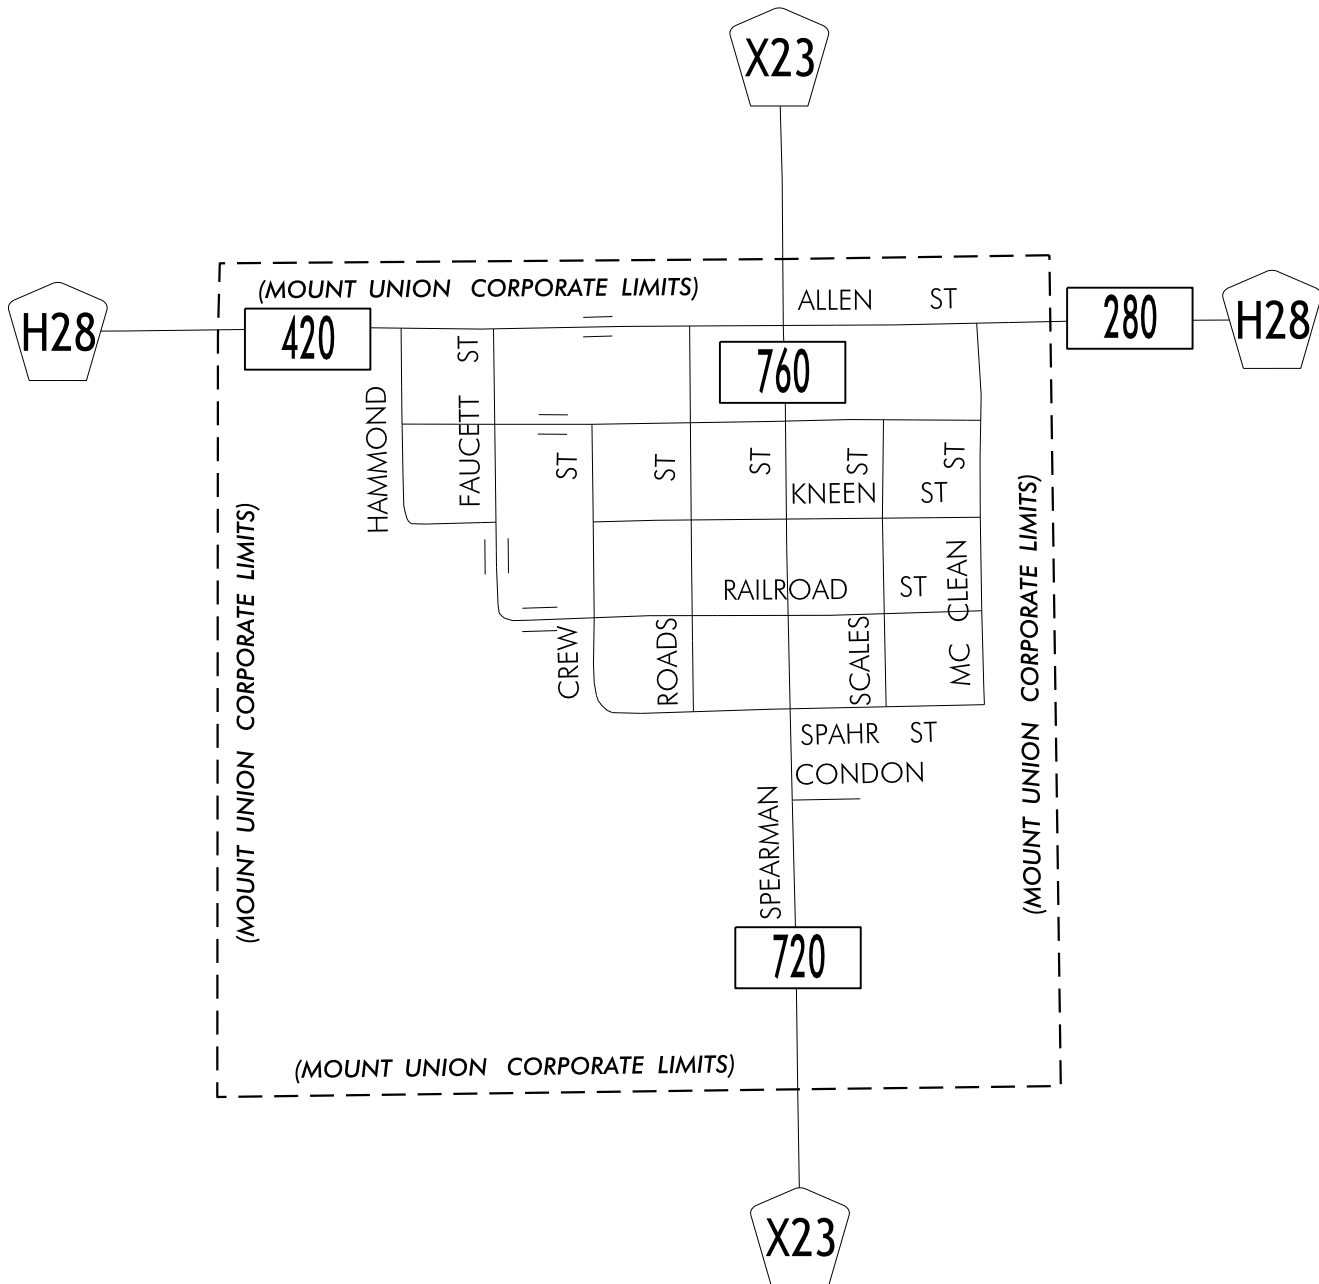 X23
(MOUNT UNION CORPORATE LIMITS)
ALLEN ST
H28
420
280
H28
760
HAMMOND
FAUCETT ST
ST
ST
ST
ST
ST
KNEEN ST
(MOUNT UNION CORPORATE LIMITS)
(MOUNT UNION CORPORATE LIMITS)
RAILROAD ST
CREW
ROADS
SCALES
MC CLEAN
SPAHR ST
CONDON
SPEARMAN
720
(MOUNT UNION CORPORATE LIMITS)
X23